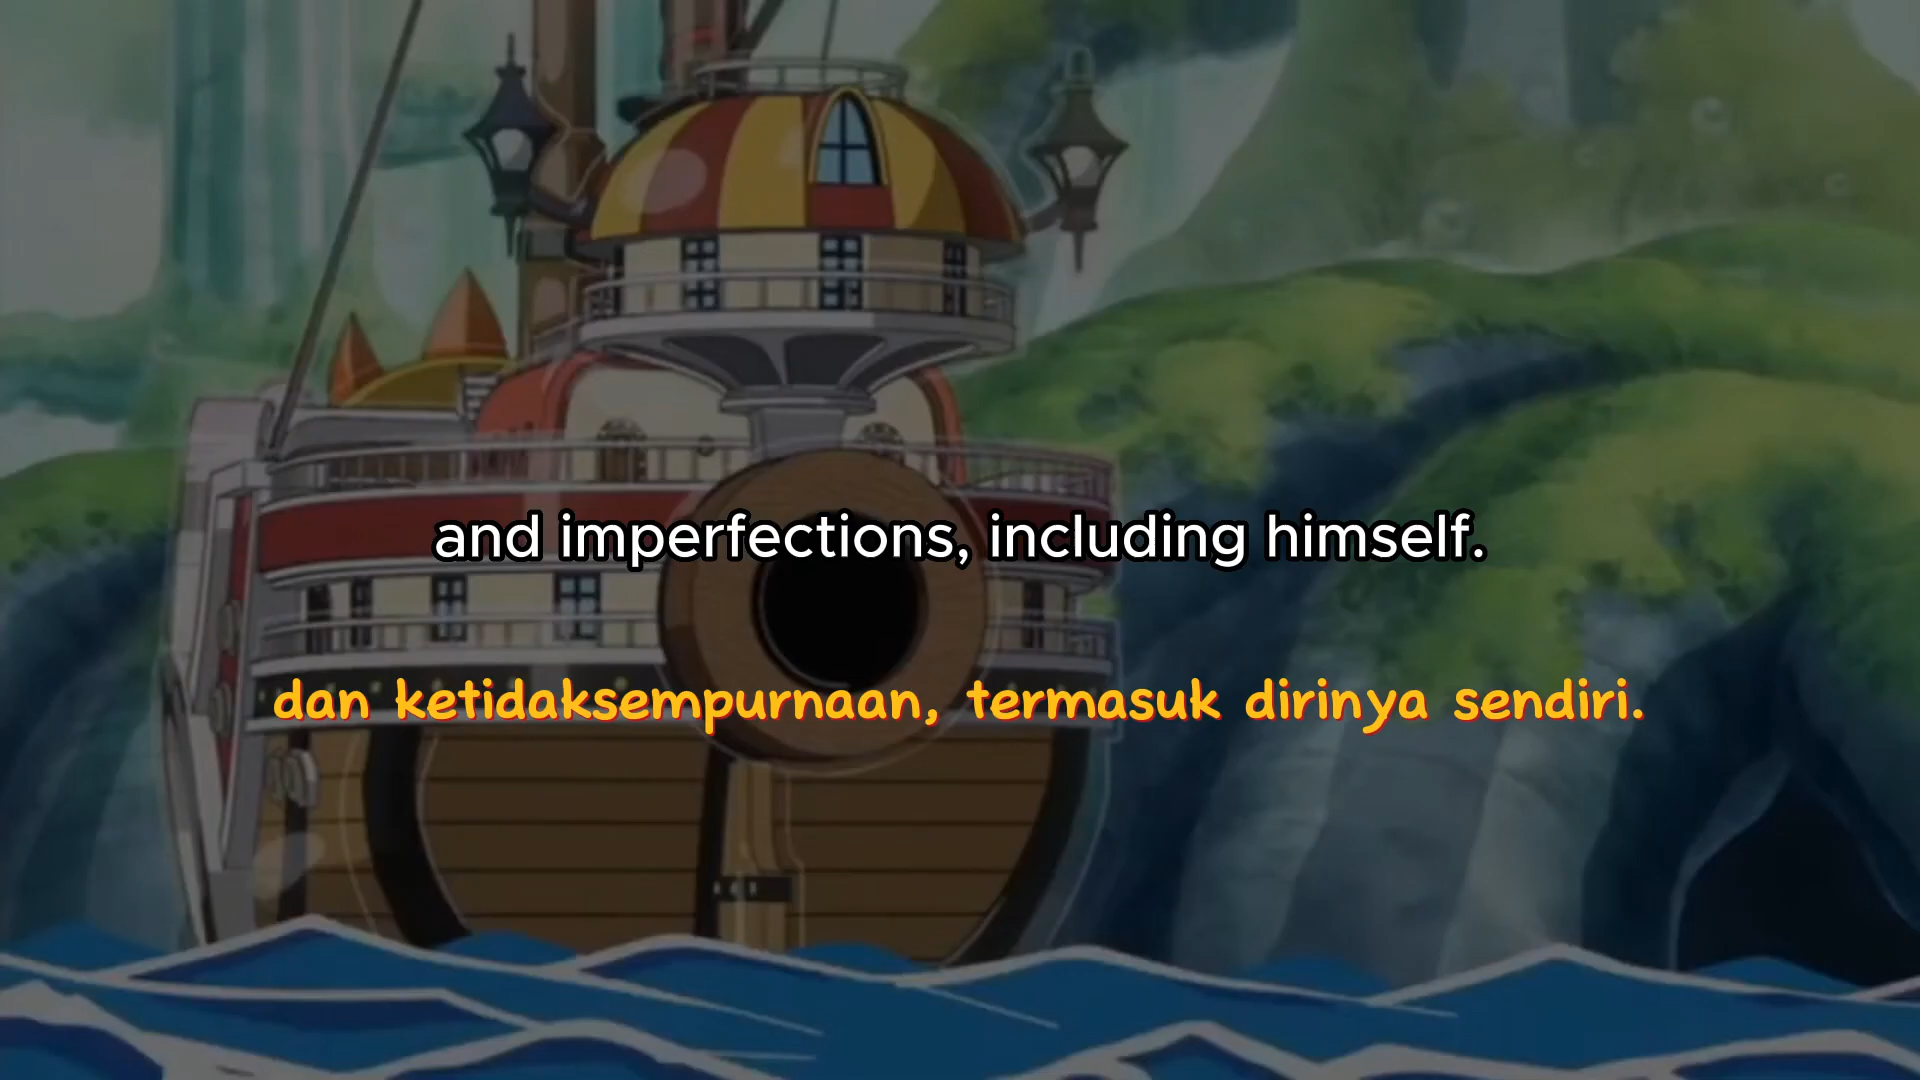 and imperfections, including himself.
dan ketidaksempurnaan, termasuk dirinya sendiri.